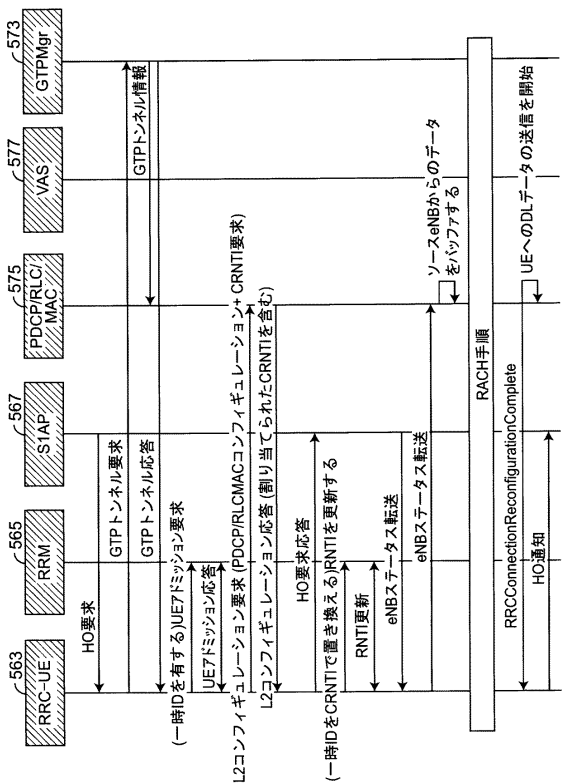 563
RRC-UE
565
RRM
567
S1AP
575
PDCP/RLC/
MAC
577
VAS
573
GTPMgr
HO要求
GTPトンネル要求
GTPトンネル情報
GTPトンネル応答
(一時IDを有する)UEアドミッション要求
UEアドミッション応答
L2コンフィギュレーション要求 (PDCP/RLCMACコンフィギュレーション+ CRNTI要求)
L2コンフィギュレーション応答 (割り当てられたCRNTIを含む)
HO要求応答
(一時IDをCRNTIで置き換える)RNTIを更新する
RNTI更新
eNBステータス転送
eNBステータス転送
ソースeNBからのデータ
をバッファする
RACH手順
RRCConnectionReconfigurationComplete
UEへのDLデータの送信を開始
HO通知